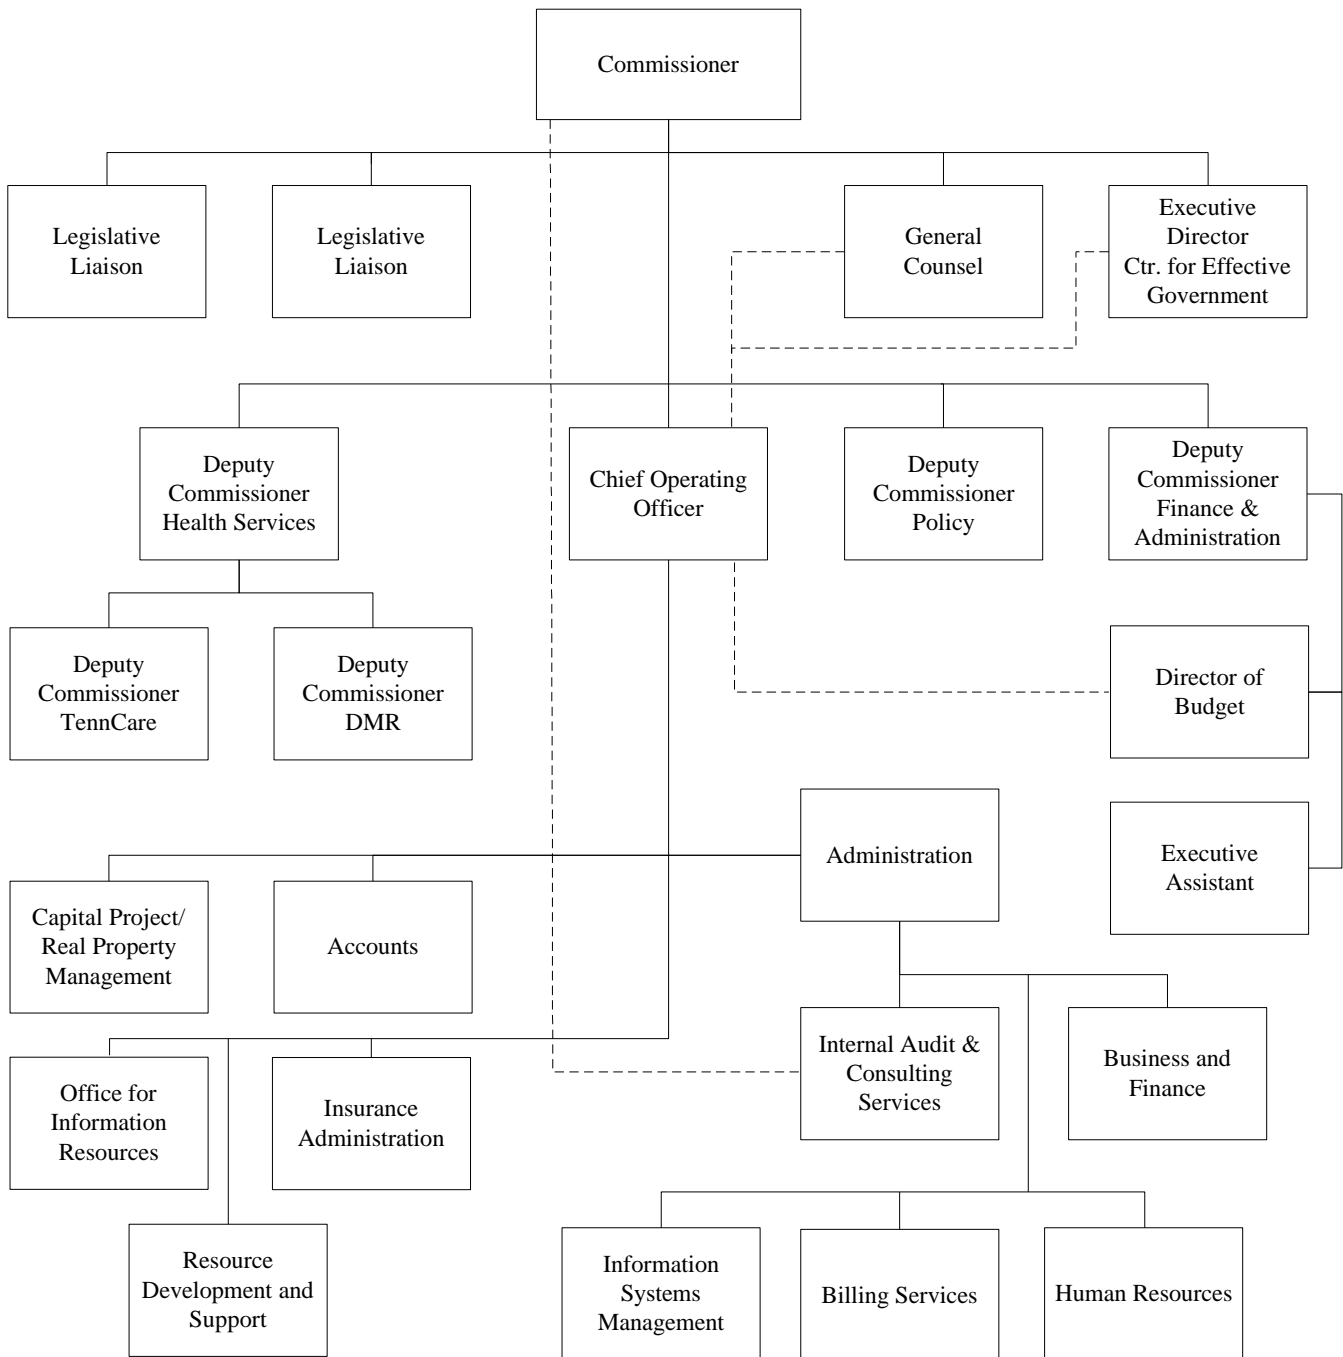 Commissioner
Legislative
Liaison
Legislative
Liaison
General
Counsel
Executive
Director
Ctr. for Effective
Government
Deputy
Commissioner
Health Services
Chief Operating
Officer
Deputy
Commissioner
Policy
Deputy
Commissioner
Finance &
Administration
Deputy
Commissioner
TennCare
Deputy
Commissioner
DMR
Director of
Budget
Administration
Executive
Assistant
Capital Project/
Real Property
Management
Accounts
Office for
Information
Resources
Insurance
Administration
Internal Audit &
Consulting
Services
Business and
Finance
Resource
Development and
Support
Information
Systems
Management
Billing Services
Human Resources